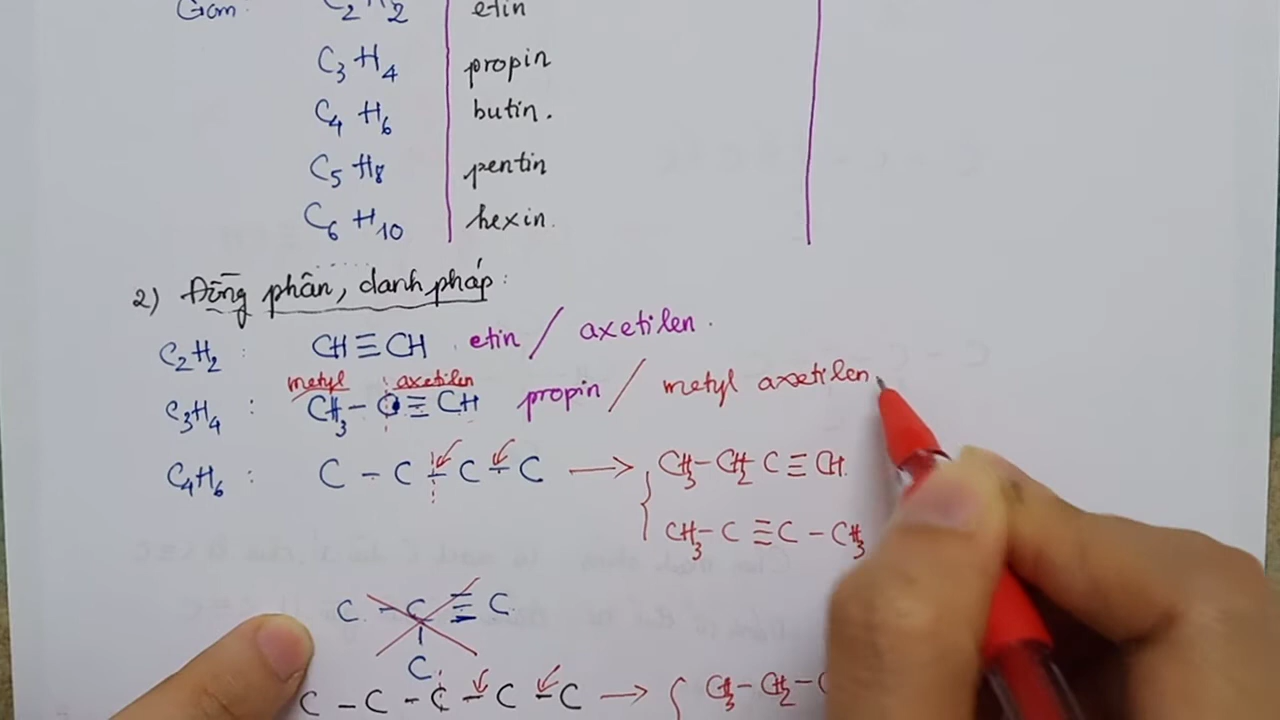 Gồm: C2H2 etin
C3H4 propin
C4H6 butin.
C5H8 pentin
C6H10 hexin.
2) Đồng phân, danh pháp:
C2H2 : CH≡CH etin / axetilen.
metyl axetilen
C3H4 : CH3-C≡CH propin / metyl axetilen
C4H6 : C-C-C-C → CH3-CH2 C≡CH
CH3-C≡C-CH3
C-C≡C
C
C-C-C-C-C → CH3-CH2-C